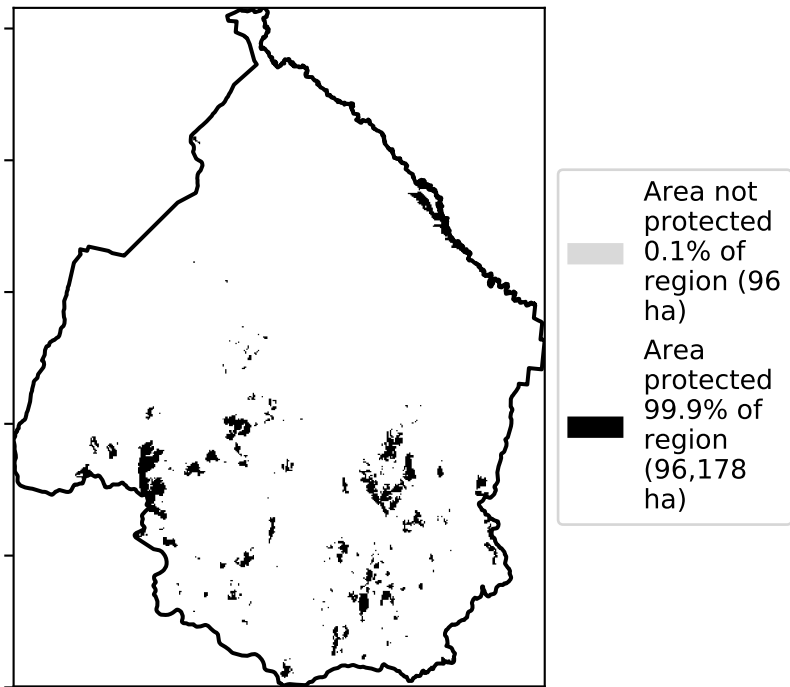 Area not
protected
0.1% of
region (96
ha)
Area
protected
99.9% of
region
(96,178
ha)